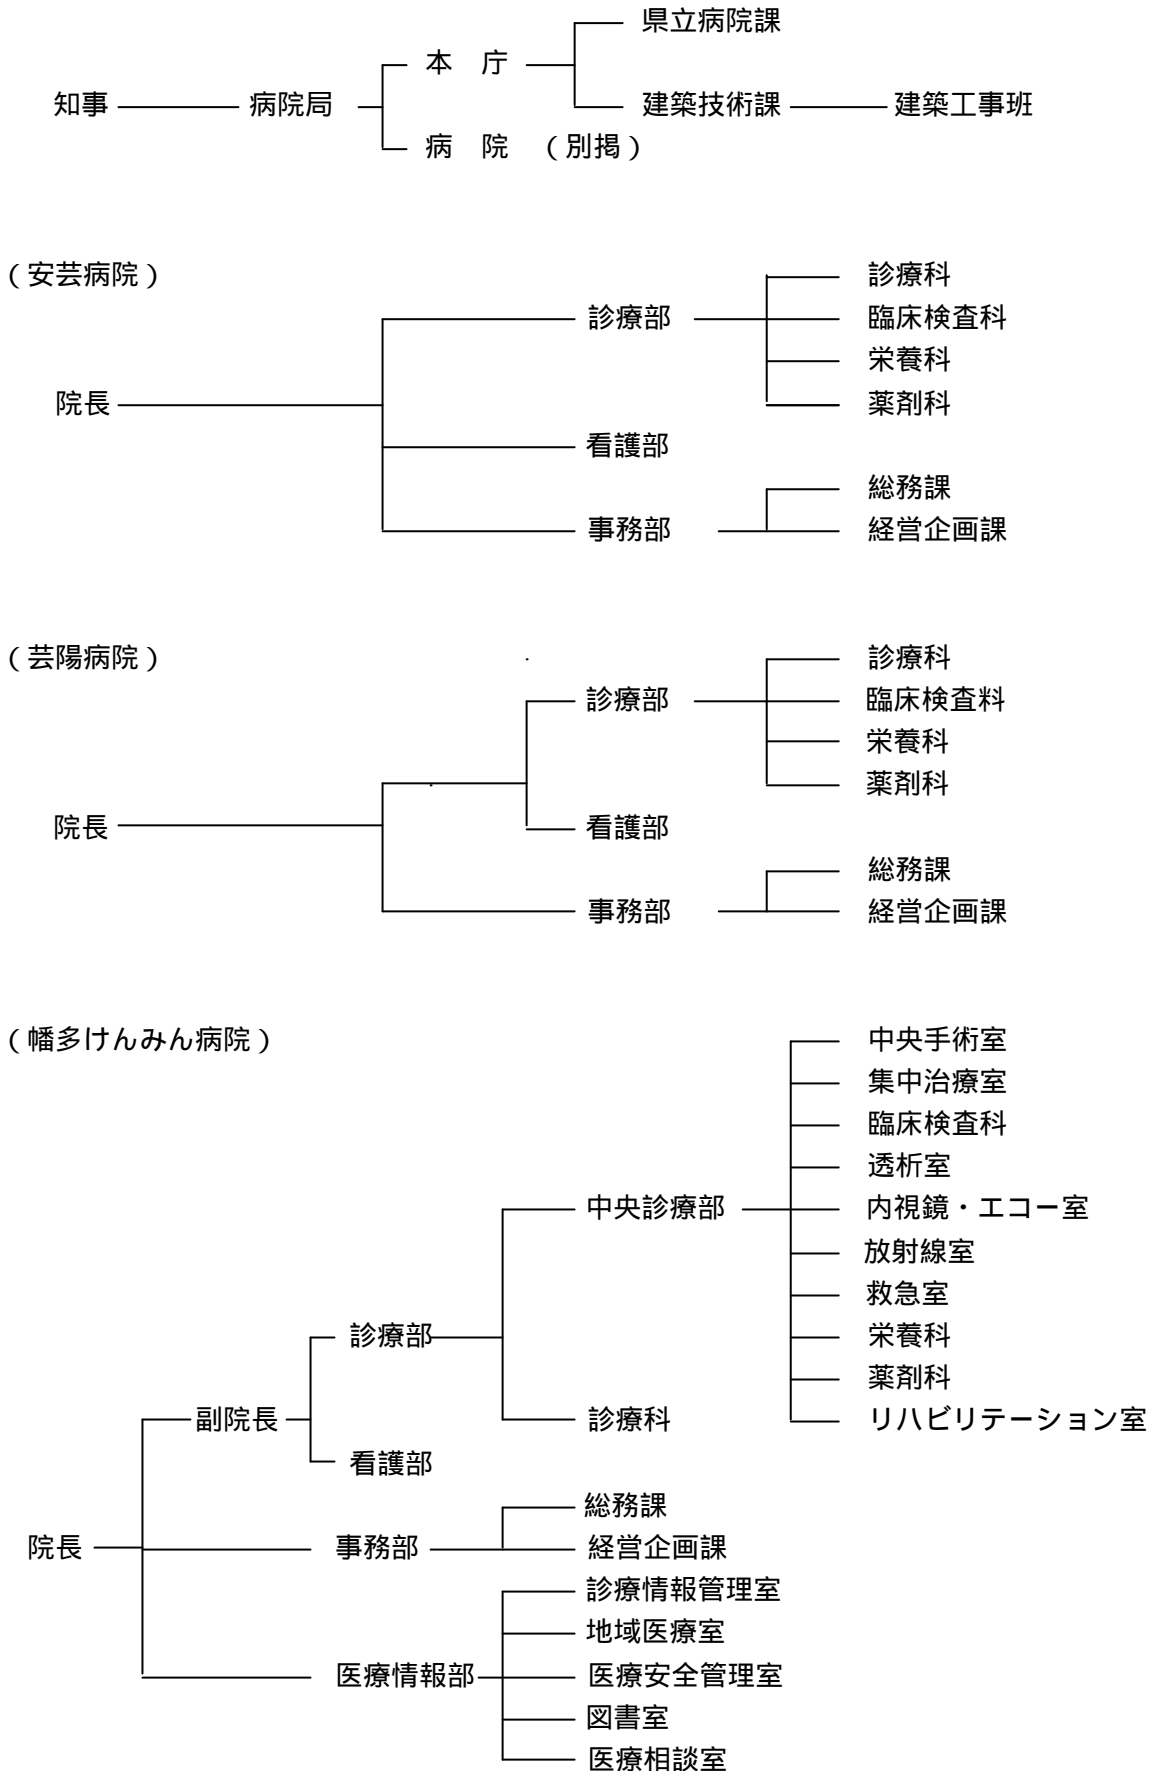 県立病院課
本　庁
知事　病院局　建築技術課　建築工事班
病　院　（別掲）
（安芸病院）　診療科
診療部　臨床検査科
栄養科
院長　薬剤科
看護部
総務課
事務部　経営企画課
（芸陽病院）　診療科
診療部　臨床検査料
栄養科
薬剤科
院長　看護部
総務課
事務部　経営企画課
（幡多けんみん病院）　中央手術室
集中治療室
臨床検査科
透析室
中央診療部　内視鏡・エコー室
放射線室
救急室
診療部　栄養科
薬剤科
副院長　診療科　リハビリテーション室
看護部
総務課
院長　事務部　経営企画課
診療情報管理室
地域医療室
医療情報部　医療安全管理室
図書室
医療相談室